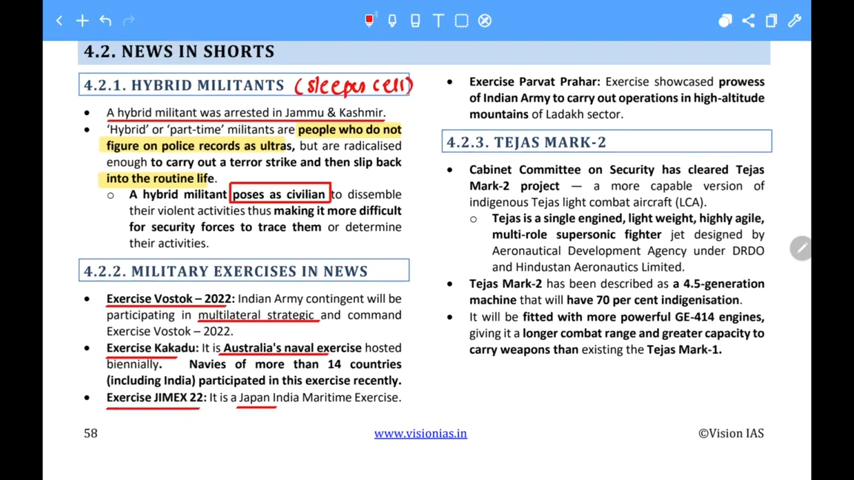 4.2. NEWS IN SHORTS
4.2.1. HYBRID MILITANTS (sleeper cell)
A hybrid militant was arrested in Jammu & Kashmir.
'Hybrid' or 'part-time' militants are people who do not
figure on police records as ultras, but are radicalised
enough to carry out a terror strike and then slip back
into the routine life.
A hybrid militant poses as civilian to dissemble
their violent activities thus making it more difficult
for security forces to trace them or determine
their activities.
4.2.2. MILITARY EXERCISES IN NEWS
Exercise Vostok – 2022: Indian Army contingent will be
participating in multilateral strategic and command
Exercise Vostok – 2022.
Exercise Kakadu: It is Australia's naval exercise hosted
biennially. Navies of more than 14 countries
(including India) participated in this exercise recently.
Exercise JIMEX 22: It is a Japan India Maritime Exercise.
Exercise Parvat Prahar: Exercise showcased prowess
of Indian Army to carry out operations in high-altitude
mountains of Ladakh sector.
4.2.3. TEJAS MARK-2
Cabinet Committee on Security has cleared Tejas
Mark-2 project — a more capable version of
indigenous Tejas light combat aircraft (LCA).
Tejas is a single engined, light weight, highly agile,
multi-role supersonic fighter jet designed by
Aeronautical Development Agency under DRDO
and Hindustan Aeronautics Limited.
Tejas Mark-2 has been described as a 4.5-generation
machine that will have 70 per cent indigenisation.
It will be fitted with more powerful GE-414 engines,
giving it a longer combat range and greater capacity to
carry weapons than existing the Tejas Mark-1.
58
www.visionias.in
©Vision IAS